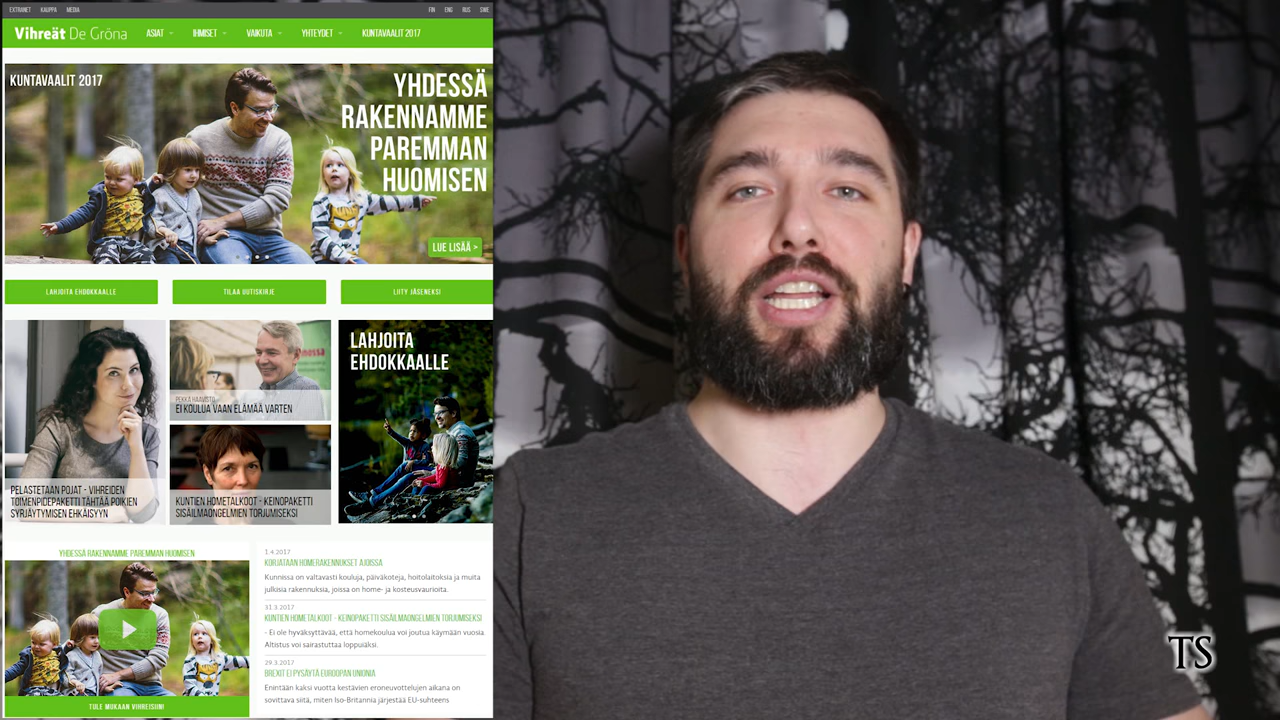 EXTRANET KAUPPA MEDIA FIN ENG RUS SWE
Vihreät De Gröna ASIAT IHMISET VAIKUTA YHTEYDET KUNTAVAALIT 2017
KUNTAVAALIT 2017
YHDESSÄ
RAKENNAMME
PAREMMAN
HUOMISEN
LUE LISÄÄ >
LAHJOITA EHDOKKAALLE TILAA UUTISKIRJE LIITY JÄSENEKSI
PELASTETAAN POJAT - VIHREIDEN
TOIMENPIDEPAKETTI TÄHTÄÄ POIKIEN
SYRJÄYTYMISEN EHKÄISYYN
PEKKA HAAVISTO
EI KOULUA VAAN ELÄMÄÄ VARTEN
KUNTIEN HOMETALKOOT - KEINOPAKETTI
SISÄILMAONGELMIEN TORJUMISEKSI
LAHJOITA
EHDOKKAALLE
YHDESSÄ RAKENNAMME PAREMMAN HUOMISEN
TULE MUKAAN VIHREISIIN!
1.4.2017
KORJATAAN HOMERAKENNUKSET AJOISSA
Kunnissa on valtavasti kouluja, päiväkoteja, hoitolaitoksia ja muita
julkisia rakennuksia, joissa on home- ja kosteusvaurioita.
31.3.2017
KUNTIEN HOMETALKOOT - KEINOPAKETTI SISÄILMAONGELMIEN TORJUMISEKSI
- Ei ole hyväksyttävää, että homekoulua voi joutua käymään vuosia.
Altistus voi sairastuttaa loppuiäksi.
29.3.2017
BREXIT EI PYSÄYTÄ EUROOPAN UNIONIA
Enintään kaksi vuotta kestävien eroneuvottelujen aikana on
sovittava siitä, miten Iso-Britannia järjestää EU-suhteens
TS